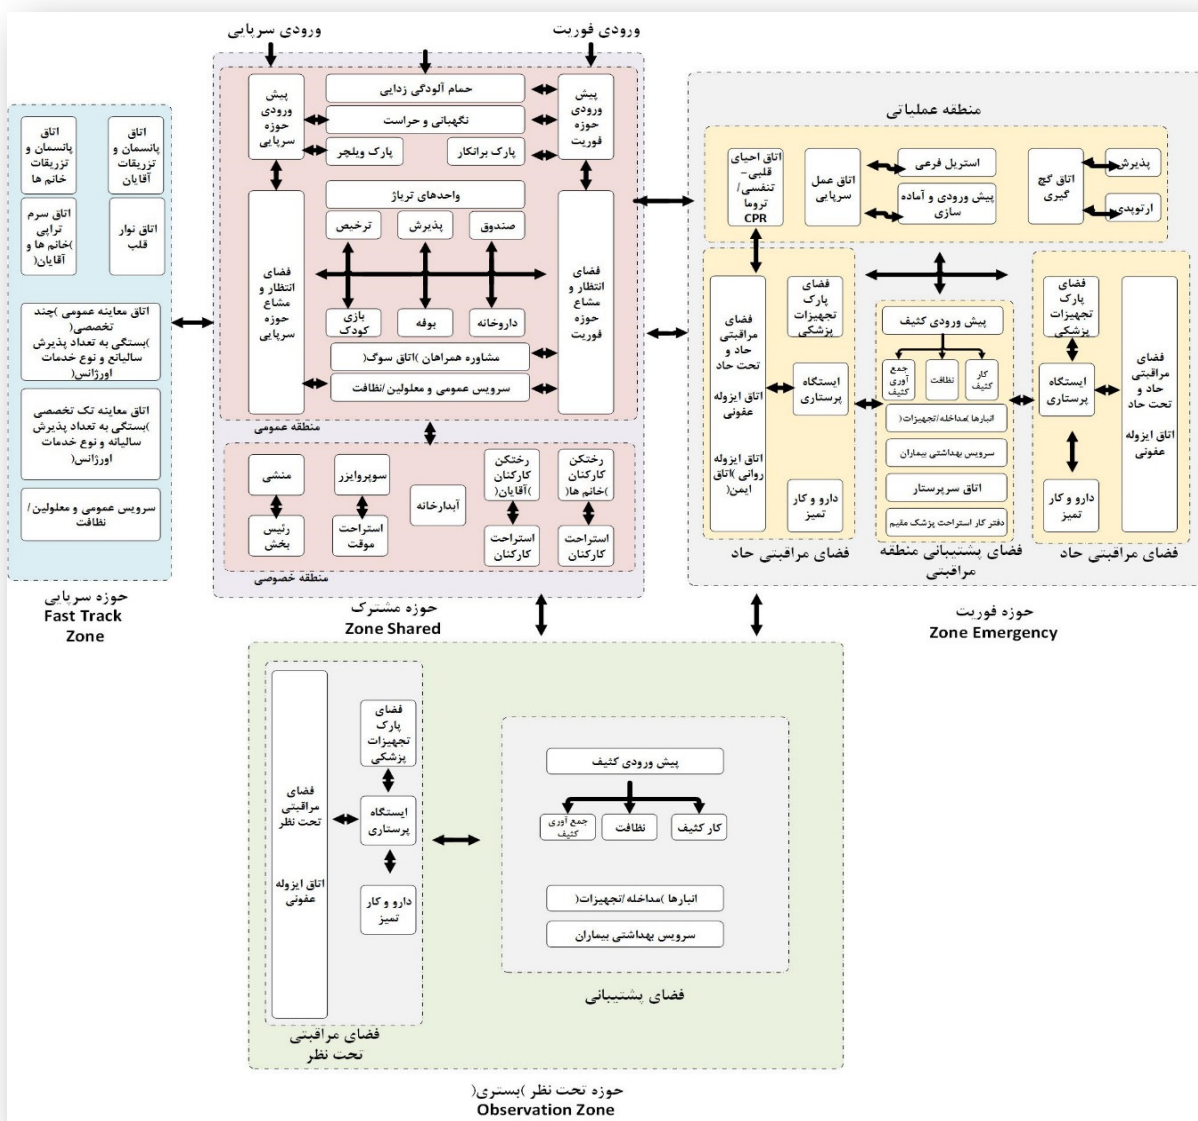 ورودی سرپایی
ورودی فوریت
پیش
ورودی
حوزه
سرپایی
حمام آلودگی زدایی
نگهبانی و حراست
پارک ویلچر
پارک برانکار
پیش
ورودی
حوزه
فوریت
فضای
انتظار و
مشاع
حوزه
سرپایی
واحدهای تریاژ
ترخیص
پذیرش
صندوق
بازی
کودک
بوفه
داروخانه
مشاوره همراهان )اتاق سوگ(
سرویس عمومی و معلولین/نظافت
فضای
انتظار و
مشاع
حوزه
فوریت
منطقه عمومی
منشی
رئیس
بخش
سوپروایزر
استراحت
موقت
آبدارخانه
رختکن
کارکنان
)آقایان(
استراحت
کارکنان
رختکن
کارکنان
)خانم ها(
استراحت
کارکنان
منطقه خصوصی
حوزه مشترک
Zone Shared
اتاق
پانسمان و
تزریقات
خانم ها
اتاق
پانسمان و
تزریقات
آقایان
اتاق سرم
تراپی
)خانم ها و
آقایان(
اتاق نوار
قلب
اتاق معاینه عمومی )چند
تخصصی(
)بستگی به تعداد پذیرش
سالیانع و نوع خدمات
اورژانس(
اتاق معاینه تک تخصصی
)بستگی به تعداد پذیرش
سالیانه و نوع خدمات
اورژانس(
سرویس عمومی و معلولین/
نظافت
حوزه سرپایی
Fast Track
Zone
منطقه عملیاتی
اتاق احیای
قلبی –
تنفسی/
تروما
CPR
اتاق عمل
سرپایی
استریل فرعی
پیش ورودی و آماده
سازی
اتاق گچ
گیری
پذیرش
ارتوپدی
فضای
مراقبتی
حاد و
تحت حاد
اتاق ایزوله
عفونی
اتاق ایزوله
روانی )اتاق
ایمن(
فضای
پارک
تجهیزات
پزشکی
ایستگاه
پرستاری
دارو و کار
تمیز
فضای مراقبتی حاد
پیش ورودی کثیف
جمع
آوری
کثیف
نظافت
کار
کثیف
انبارها )مداخله/تجهیزات(
سرویس بهداشتی بیماران
اتاق سرپرستار
دفتر کار استراحت پزشک مقیم
فضای پشتیبانی منطقه
مراقبتی
فضای
پارک
تجهیزات
پزشکی
ایستگاه
پرستاری
دارو و کار
تمیز
فضای
مراقبتی
حاد و
تحت حاد
اتاق ایزوله
عفونی
فضای مراقبتی حاد
حوزه فوریت
Zone Emergency
فضای
مراقبتی
تحت نظر
اتاق ایزوله
عفونی
فضای
پارک
تجهیزات
پزشکی
ایستگاه
پرستاری
دارو و کار
تمیز
فضای مراقبتی
تحت نظر
پیش ورودی کثیف
جمع آوری
کثیف
نظافت
کار کثیف
انبارها )مداخله/تجهیزات(
سرویس بهداشتی بیماران
فضای پشتیبانی
حوزه تحت نظر )بستری(
Observation Zone